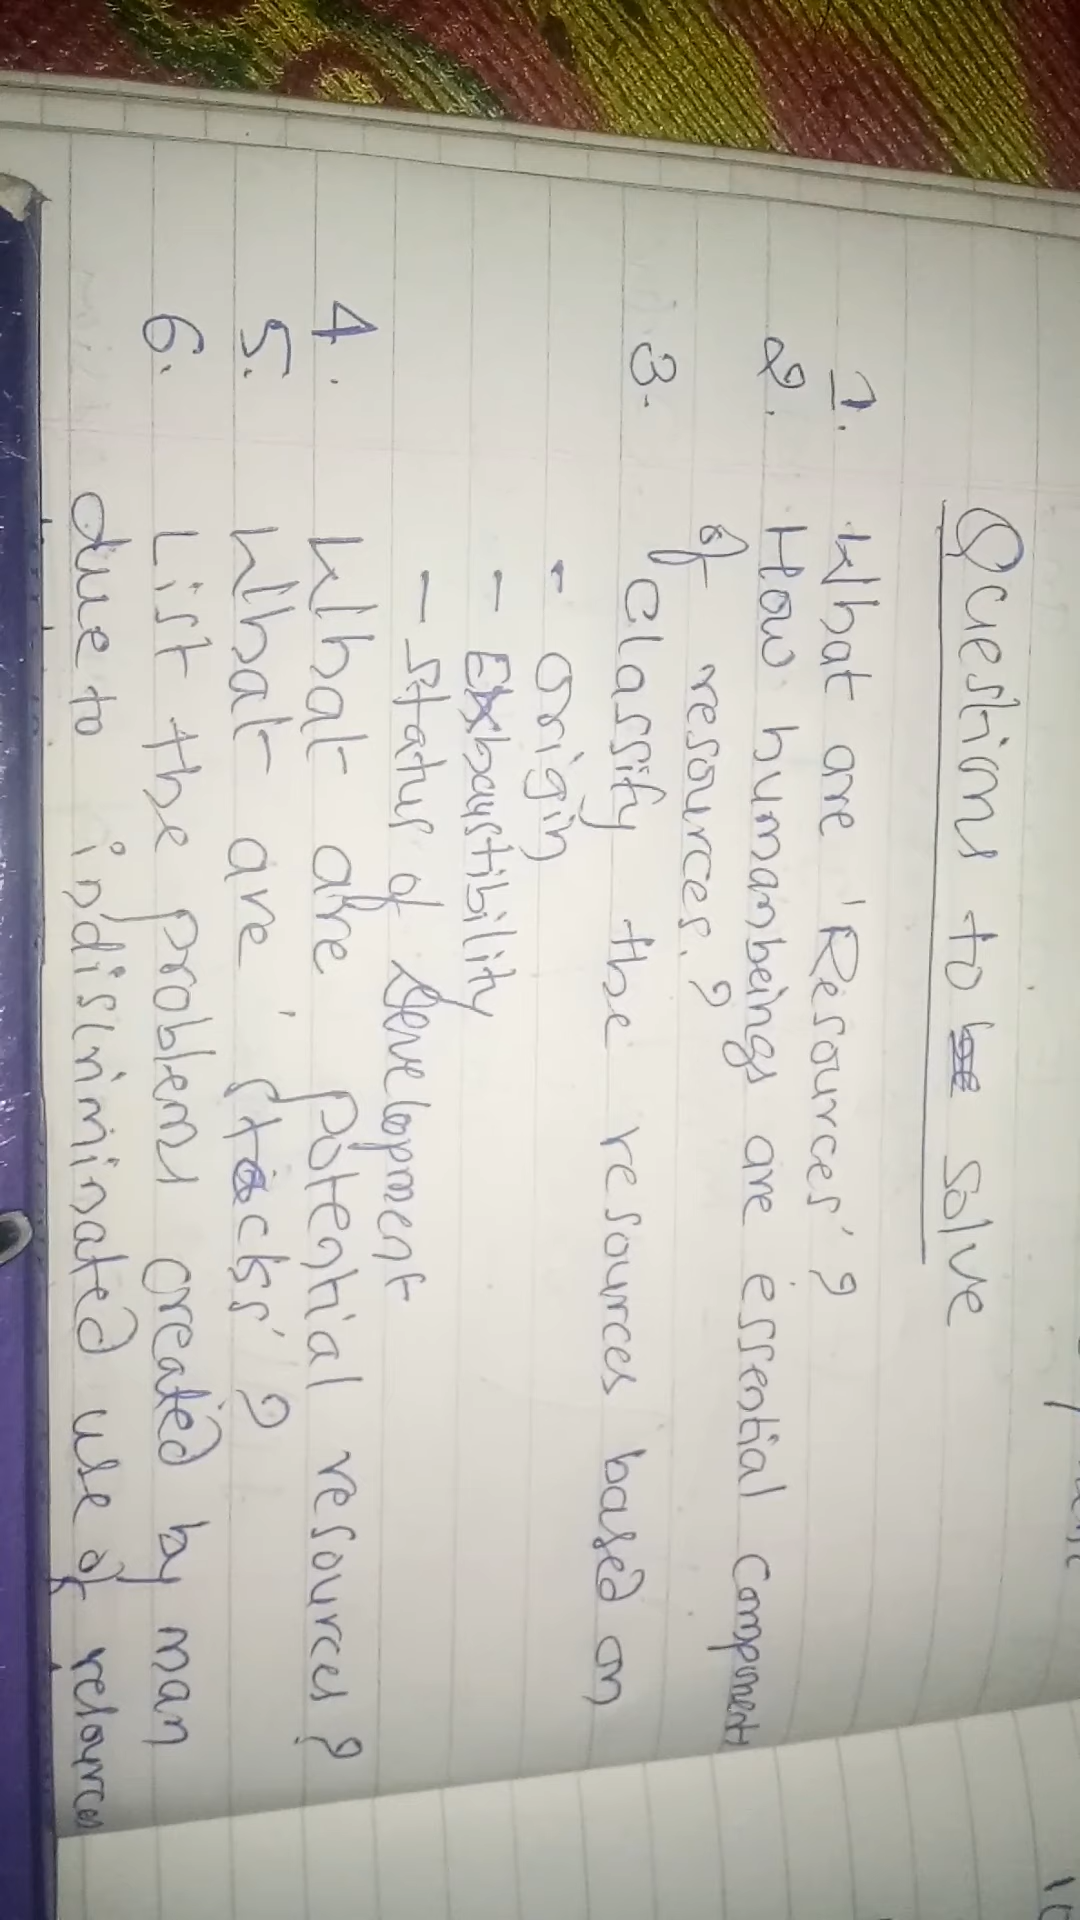 Questions to solve
1. What are 'Resources' ?
2. How humanbeings are essential Component
of resources.?
3. Classify the resources based on
- Origin
- Exhaustibility
- Status of Development
4. What are potential resources?
5. What are 'Stocks' ?
6. List the problems created by man
due to indiscriminated use of resources